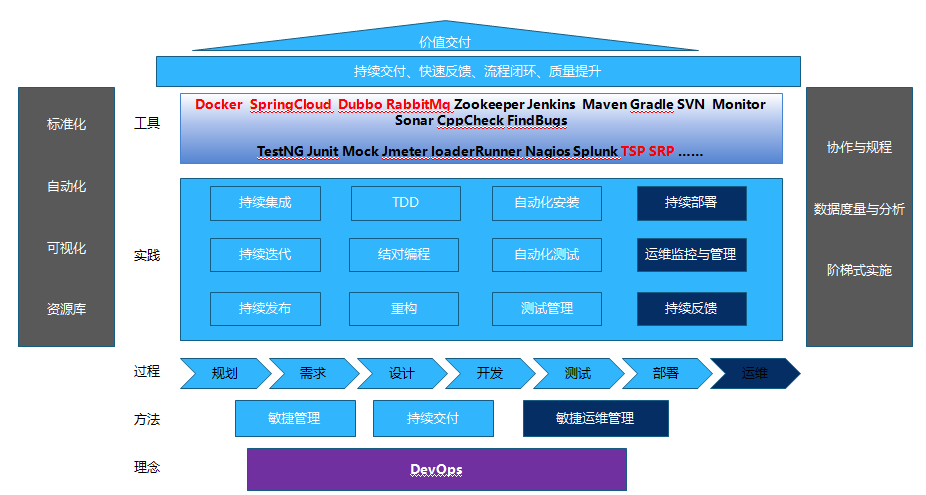 价值交付
持续交付、快速反馈、流程闭环、质量提升
标准化
自动化
可视化
资源库
工具
Docker SpringCloud Dubbo RabbitMq Zookeeper Jenkins Maven Gradle SVN Monitor
Sonar CppCheck FindBugs
TestNG Junit Mock Jmeter loaderRunner Nagios Splunk TSP SRP ……
实践
持续集成 TDD 自动化安装 持续部署
持续迭代 结对编程 自动化测试 运维监控与管理
持续发布 重构 测试管理 持续反馈
协作与规程
数据度量与分析
阶梯式实施
过程 规划 需求 设计 开发 测试 部署 运维
方法 敏捷管理 持续交付 敏捷运维管理
理念 DevOps